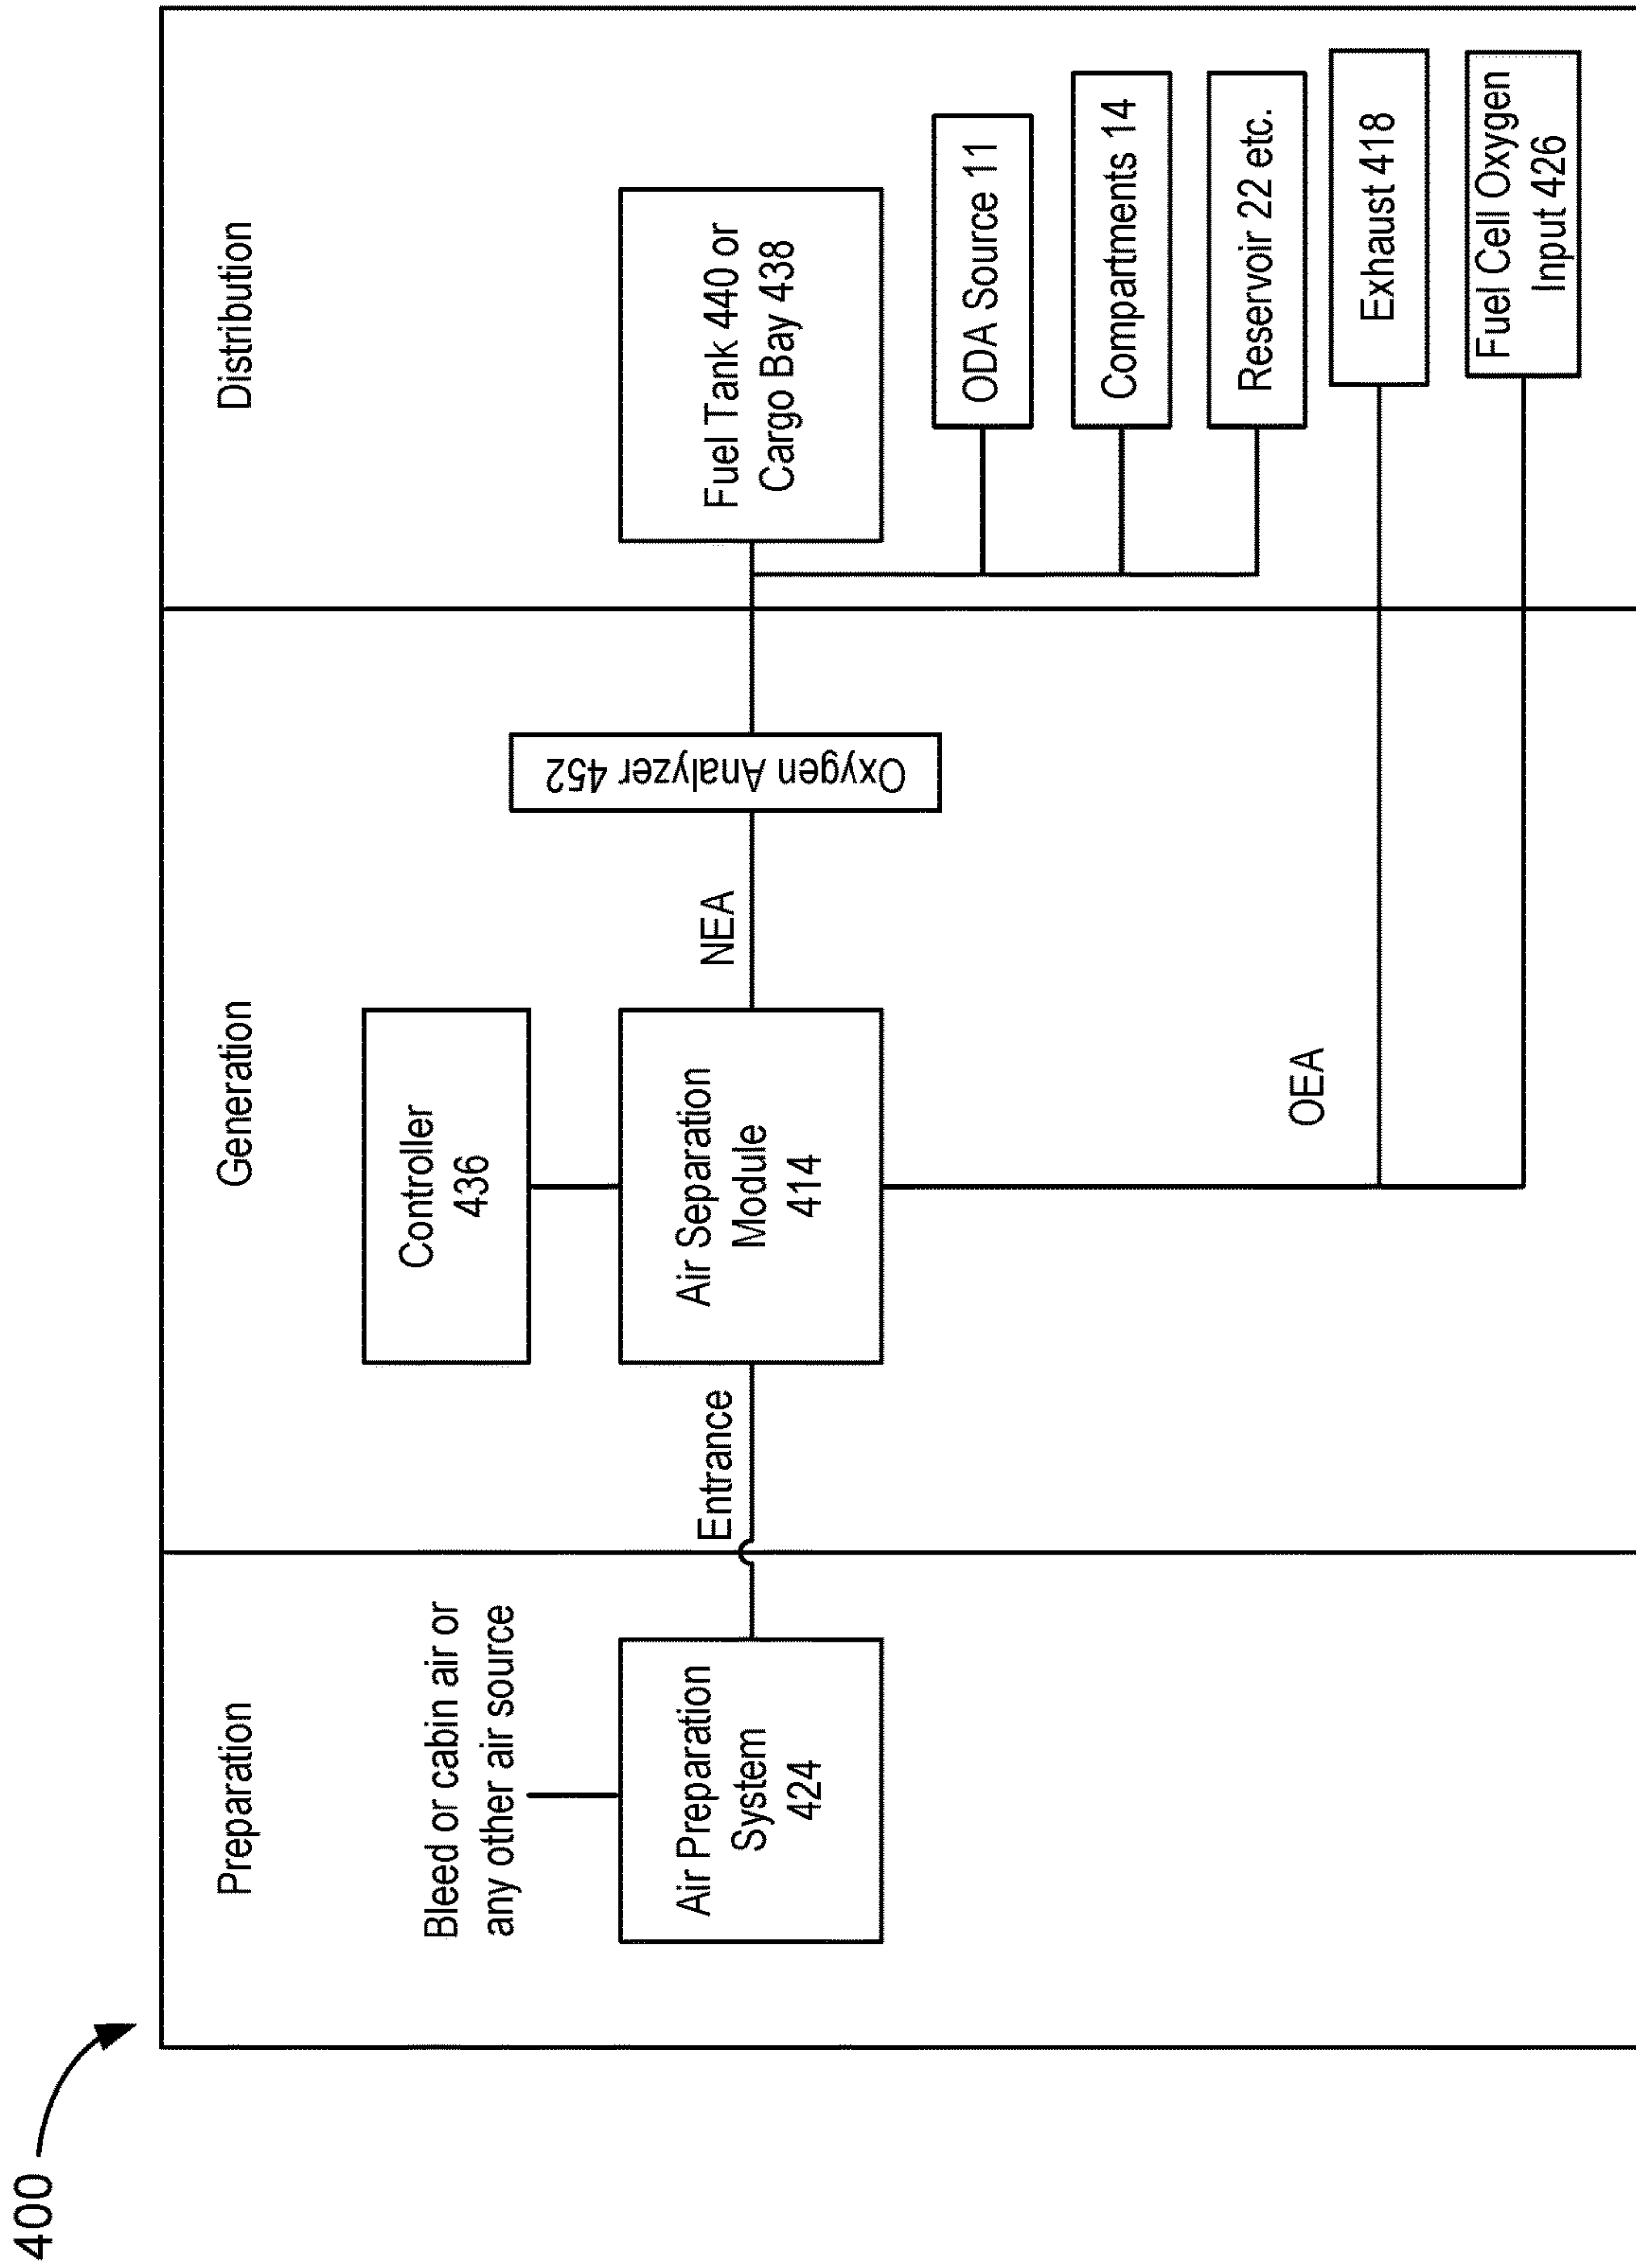 400
Preparation
Generation
Distribution
Bleed or cabin air or
any other air source
Air Preparation
System
424
Entrance
Controller
436
Air Separation
Module
414
NEA
Oxygen Analyzer 452
OEA
Fuel Tank 440 or
Cargo Bay 438
ODA Source 11
Compartments 14
Reservoir 22 etc.
Exhaust 418
Fuel Cell Oxygen
Input 426